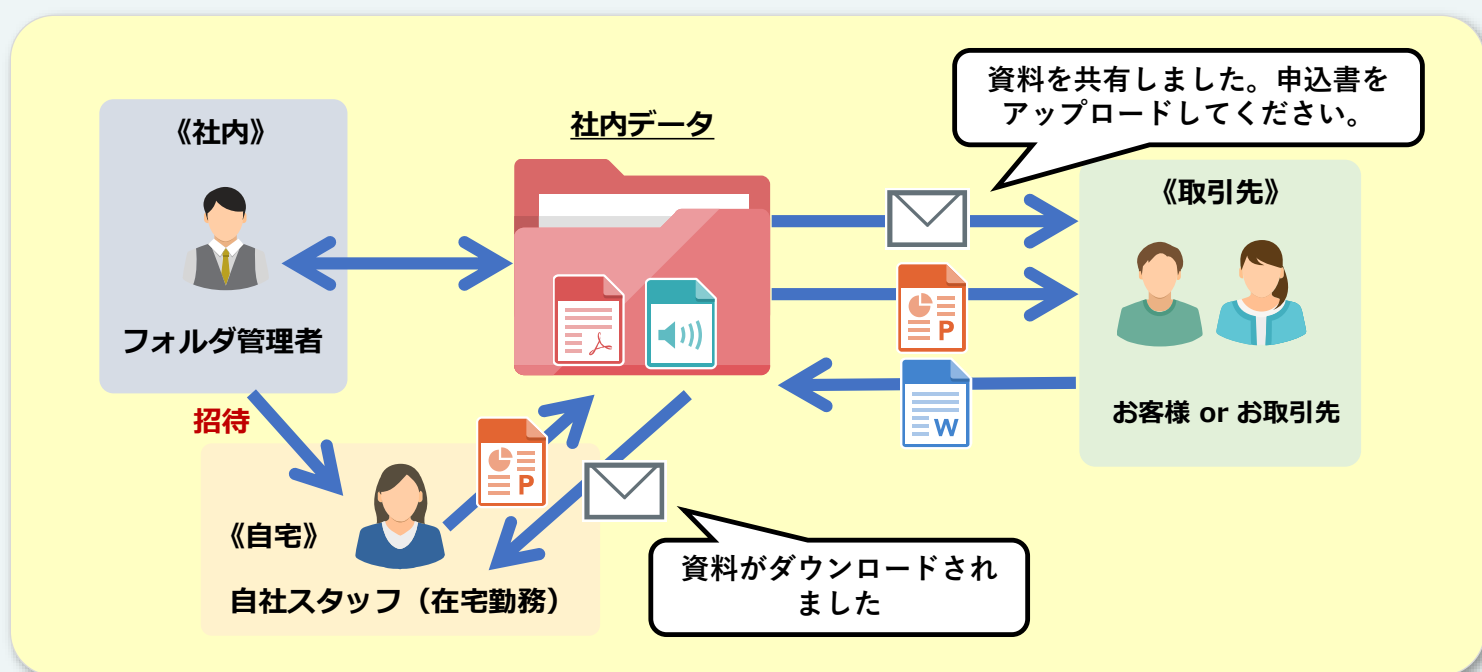 資料を共有しました。申込書を
アップロードしてください。
《社内》
社内データ
《取引先》
フォルダ管理者
P
W
お客様 or お取引先
招待
P
《自宅》
資料がダウンロードされ
ました
自社スタッフ（在宅勤務）